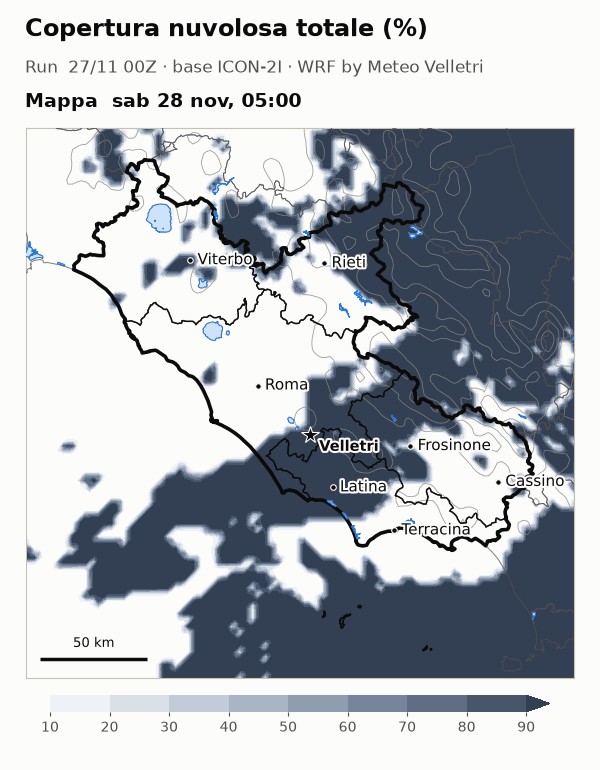 Copertura nuvolosa totale (%)
Run  27/11 00Z · base ICON-2I · WRF by Meteo Velletri
Mappa  sab 28 nov, 05:00
Viterbo
Rieti
Roma
Velletri
Frosinone
Latina
Cassino
Terracina
50 km
10 20 30 40 50 60 70 80 90